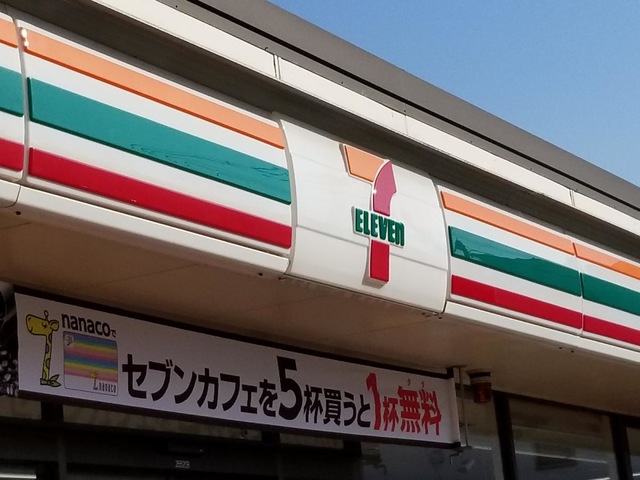 7
ELEVEN
nanacoで
nanaco
セブンカフェを5杯買うと1杯無料